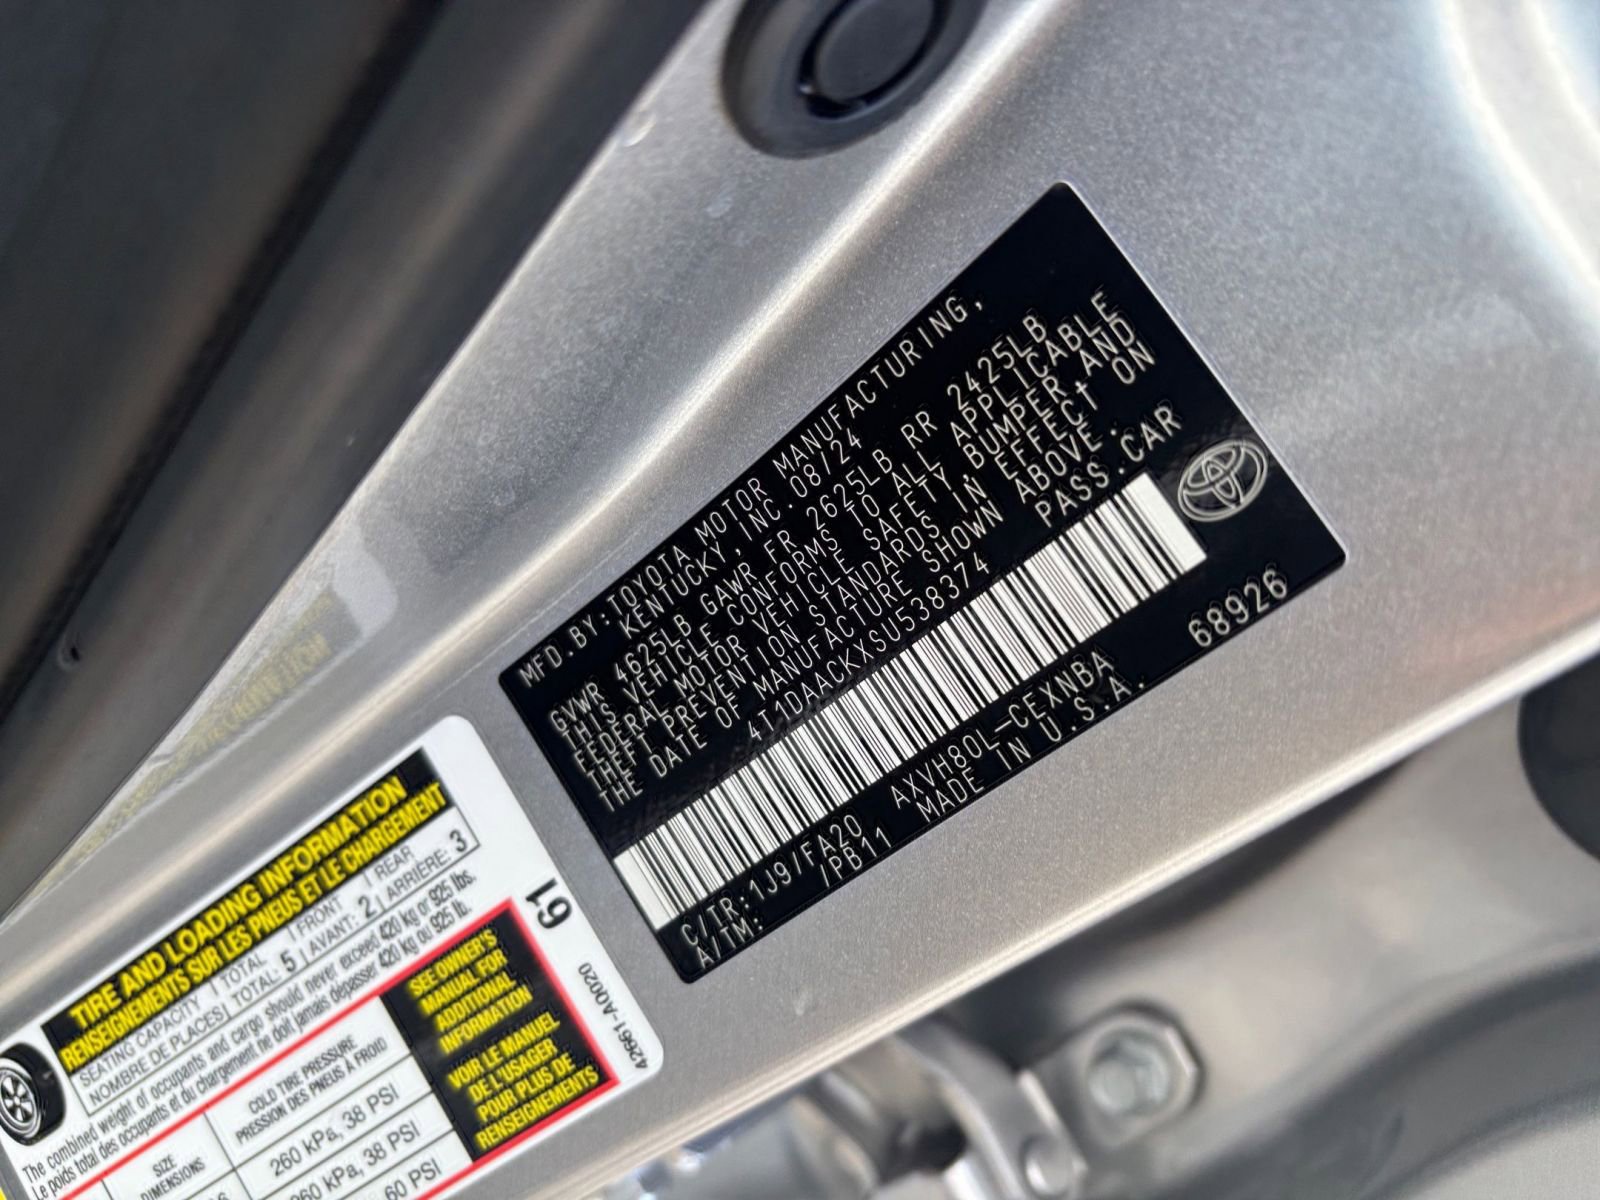 MFD.BY:TOYOTA MOTOR MANUFACTURING,
KENTUCKY,INC. 08/24
GVWR 4625LB GAWR FR 2625LB RR 2425LB
THIS VEHICLE CONFORMS TO ALL APPLICABLE
FEDERAL MOTOR VEHICLE SAFETY,BUMPER,AND
THEFT PREVENTION STANDARDS IN EFFECT ON
THE DATE OF MANUFACTURE SHOWN ABOVE.
4T1DAACKXSU538374 PASS.CAR
C/TR:1J9/FA20 AXVH80L-CEXNBA
A/TM: /PB11 MADE IN U.S.A.
68926
TIRE AND LOADING INFORMATION
RENSEIGNEMENTS SUR LES PNEUS ET LE CHARGEMENT
SEATING CAPACITY TOTAL FRONT REAR
NOMBRE DE PLACES TOTAL: 5 AVANT: 2 ARRIÈRE: 3
The combined weight of occupants and cargo should never exceed 420 kg or 925 lbs.
Le poids total des occupants et du chargement ne doit jamais dépasser 420 kg ou 925 lb.
SIZE
DIMENSIONS
COLD TIRE PRESSURE
PRESSION DES PNEUS À FROID
260 kPa, 38 PSI
260 kPa, 38 PSI
60 PSI
SEE OWNER'S
MANUAL FOR
ADDITIONAL
INFORMATION
VOIR LE MANUEL
DE L'USAGER
POUR PLUS DE
RENSEIGNEMENTS
61
42661-A0020